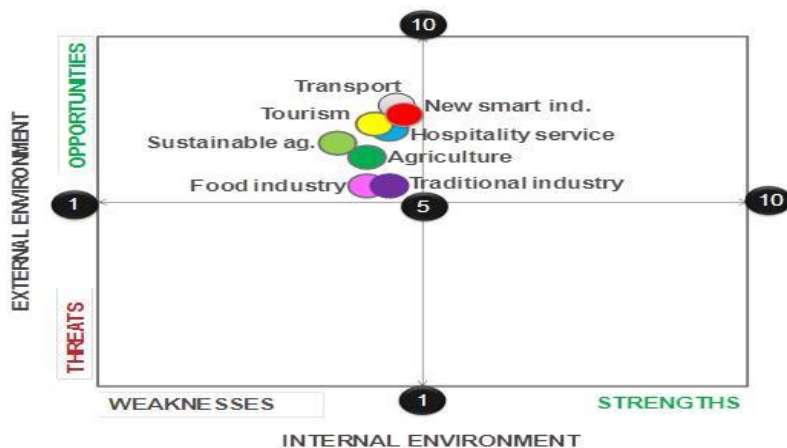 10
OPPORTUNITIES
Transport
New smart ind.
Tourism
Hospitality service
Sustainable ag.
Agriculture
Food industry
Traditional industry
EXTERNAL ENVIRONMENT
1
5
10
THREATS
WEAKNESSES
1
STRENGTHS
INTERNAL ENVIRONMENT